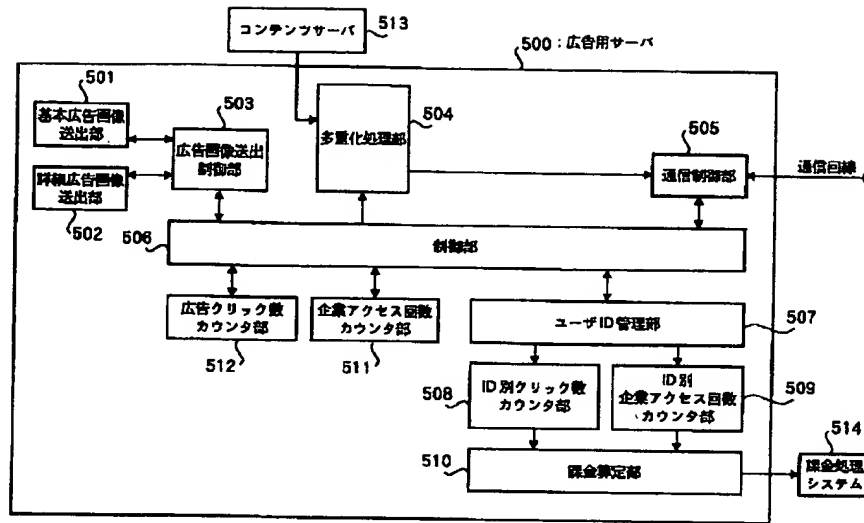 コンテンツサーバ
513
500：広告用サーバ
501
基本広告画像
送出部
503
広告画像送出
制御部
504
多重化処理部
505
通信制御部
通信回線
詳細広告画像
送出部
502
506
制御部
広告クリック数
カウンタ部
512
企業アクセス回数
カウンタ部
511
ユーザID管理部
507
508
ID別クリック数
カウンタ部
ID別
企業アクセス回数
カウンタ部
509
510
課金算定部
514
課金処理
システム